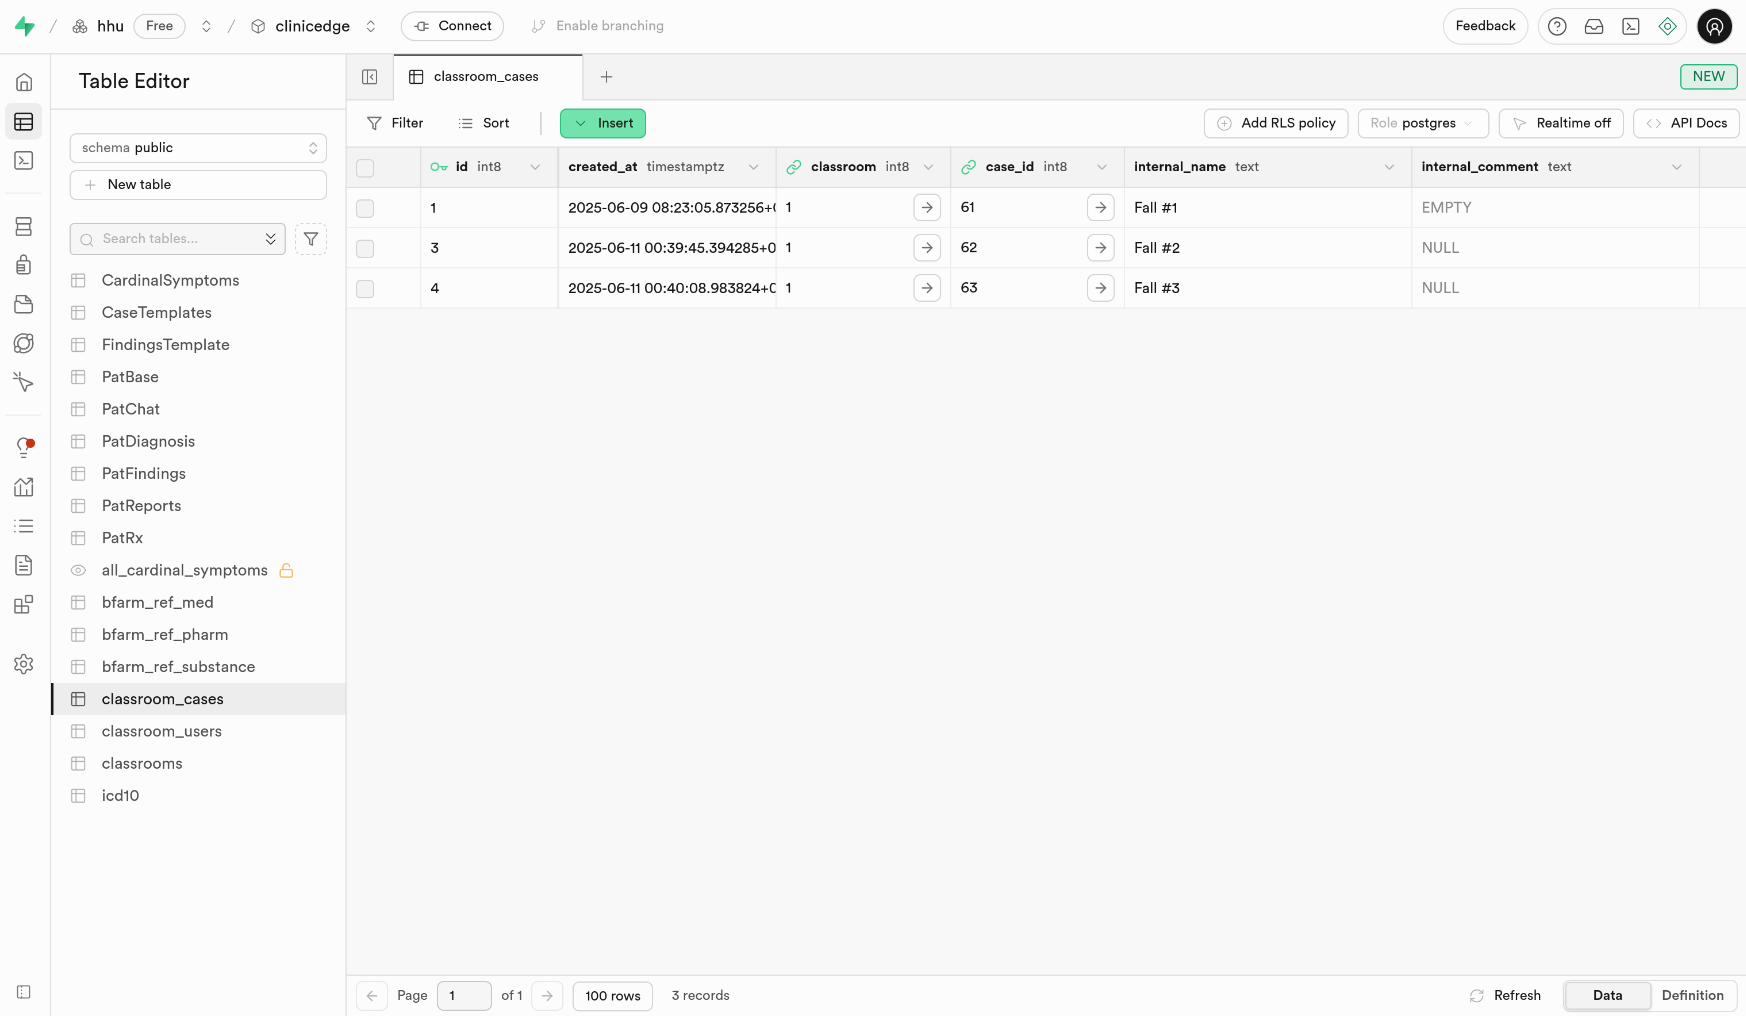 hhu Free clinicedge Connect Enable branching Feedback
Table Editor
classroom_cases
NEW
schema public
New table
Search tables...
CardinalSymptoms
CaseTemplates
FindingsTemplate
PatBase
PatChat
PatDiagnosis
PatFindings
PatReports
PatRx
all_cardinal_symptoms
bfarm_ref_med
bfarm_ref_pharm
bfarm_ref_substance
classroom_cases
classroom_users
classrooms
icd10
Filter Sort Insert Add RLS policy Role postgres Realtime off API Docs
id int8 created_at timestamptz classroom int8 case_id int8 internal_name text internal_comment text
1 2025-06-09 08:23:05.873256+0 1 61 Fall #1 EMPTY
3 2025-06-11 00:39:45.394285+0 1 62 Fall #2 NULL
4 2025-06-11 00:40:08.983824+0 1 63 Fall #3 NULL
Page 1 of 1 100 rows 3 records Refresh Data Definition